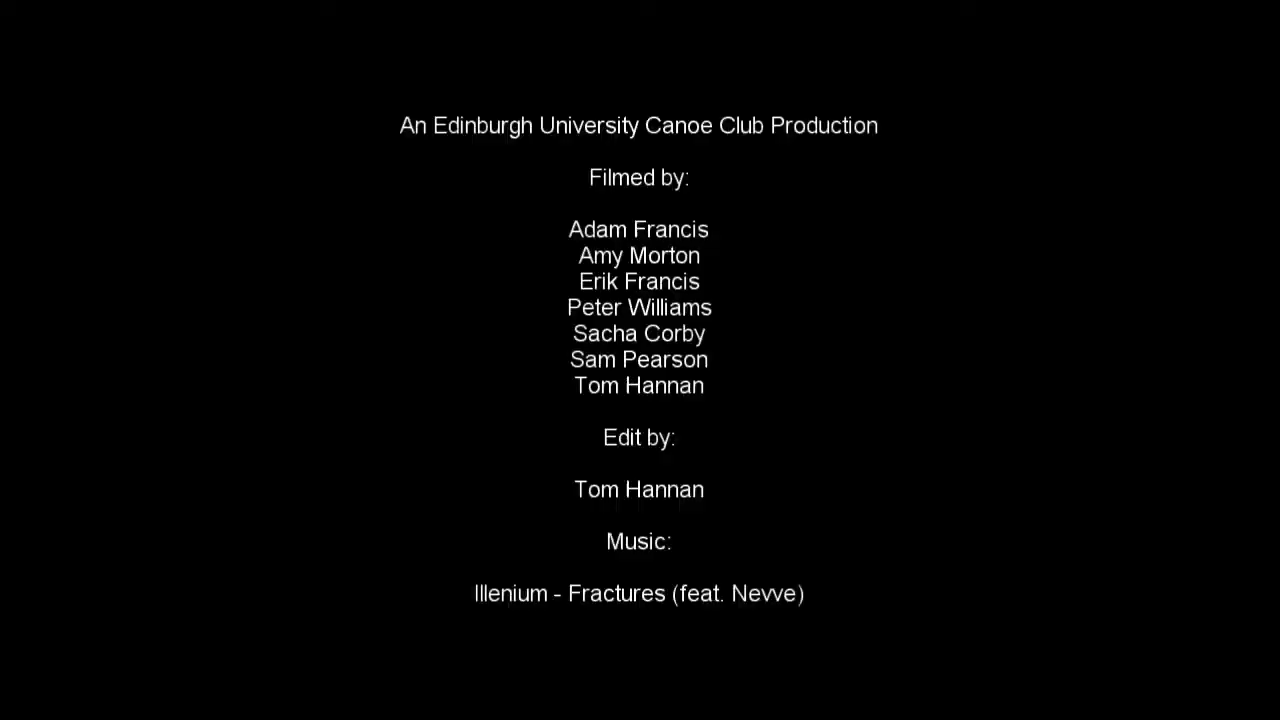 An Edinburgh University Canoe Club Production
Filmed by:
Adam Francis
Amy Morton
Erik Francis
Peter Williams
Sacha Corby
Sam Pearson
Tom Hannan
Edit by:
Tom Hannan
Music:
Illenium - Fractures (feat. Nevve)